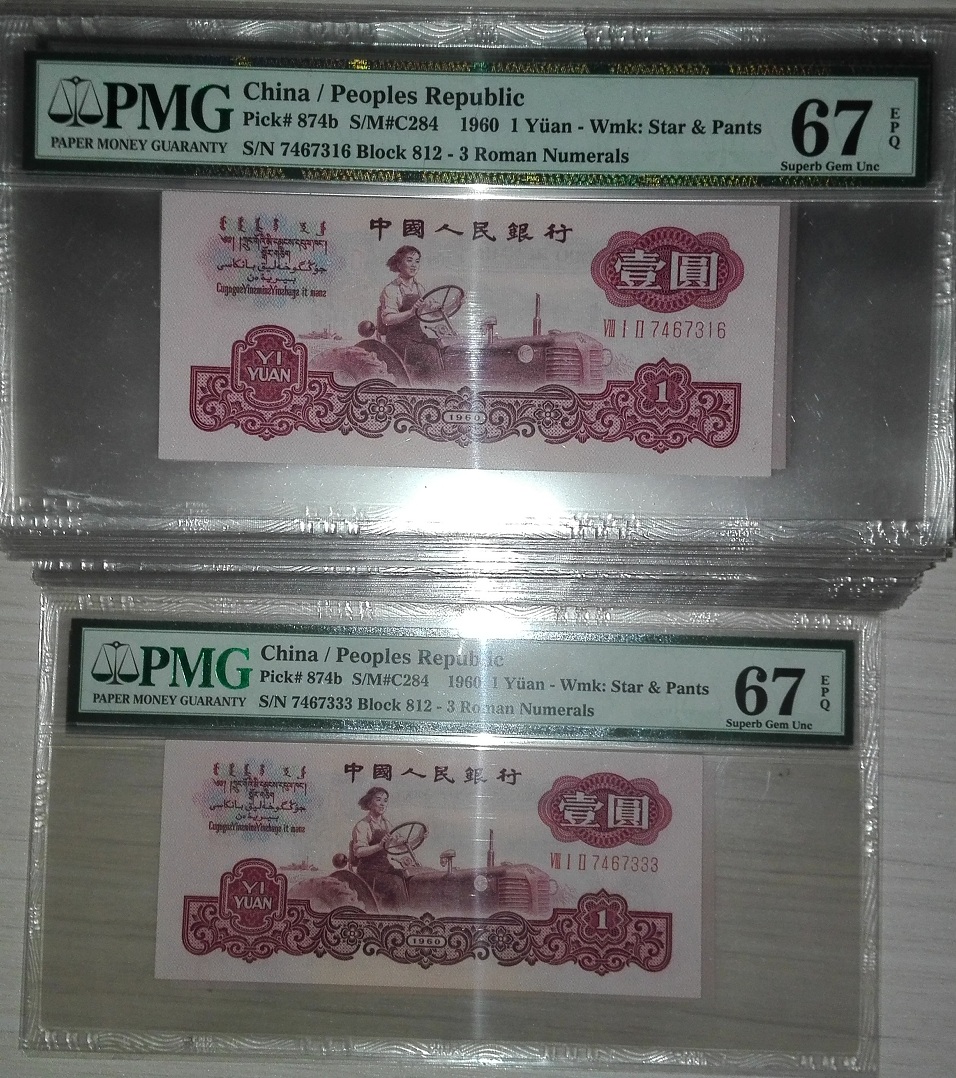 PMG
PAPER MONEY GUARANTY
China / Peoples Republic
Pick# 874b S/M#C284 1960 1 Yüan - Wmk: Star & Pants
S/N 7467316 Block 812 - 3 Roman Numerals
67
EPQ
Superb Gem Unc
中國人民銀行
壹圓
VIII I II 7467316
YI
YUAN
1960
1
PMG
PAPER MONEY GUARANTY
China / Peoples Republic
Pick# 874b S/M#C284 1960 1 Yüan - Wmk: Star & Pants
S/N 7467333 Block 812 - 3 Roman Numerals
67
EPQ
Superb Gem Unc
中國人民銀行
壹圓
VIII I II 7467333
YI
YUAN
1960
1